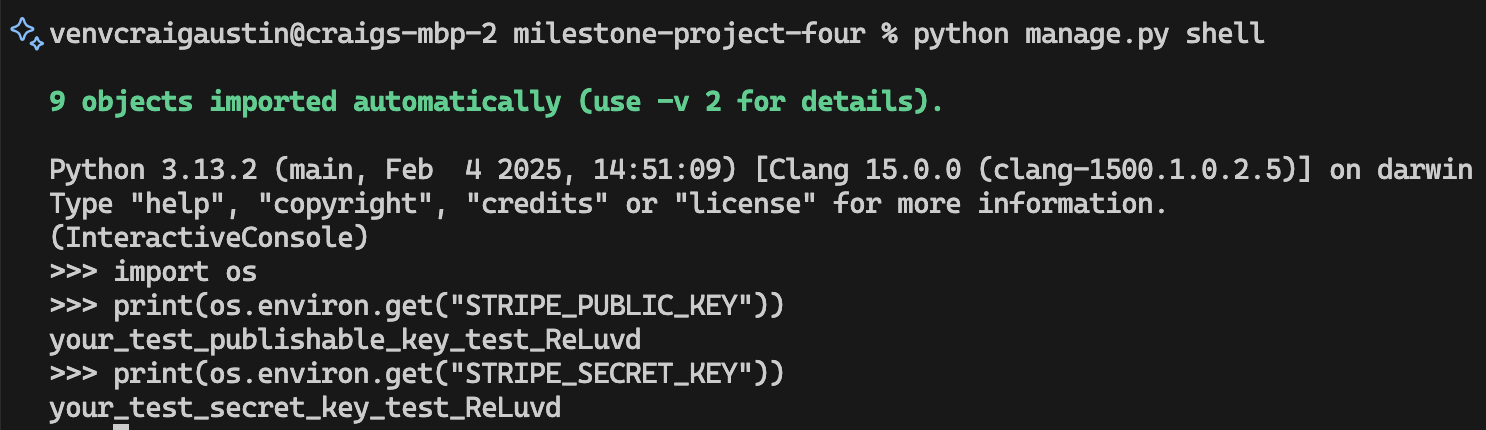 venvcraigaustin@craigs-mbp-2 milestone-project-four % python manage.py shell
9 objects imported automatically (use -v 2 for details).
Python 3.13.2 (main, Feb  4 2025, 14:51:09) [Clang 15.0.0 (clang-1500.1.0.2.5)] on darwin
Type "help", "copyright", "credits" or "license" for more information.
(InteractiveConsole)
>>> import os
>>> print(os.environ.get("STRIPE_PUBLIC_KEY"))
your_test_publishable_key_test_ReLuvd
>>> print(os.environ.get("STRIPE_SECRET_KEY"))
your_test_secret_key_test_ReLuvd